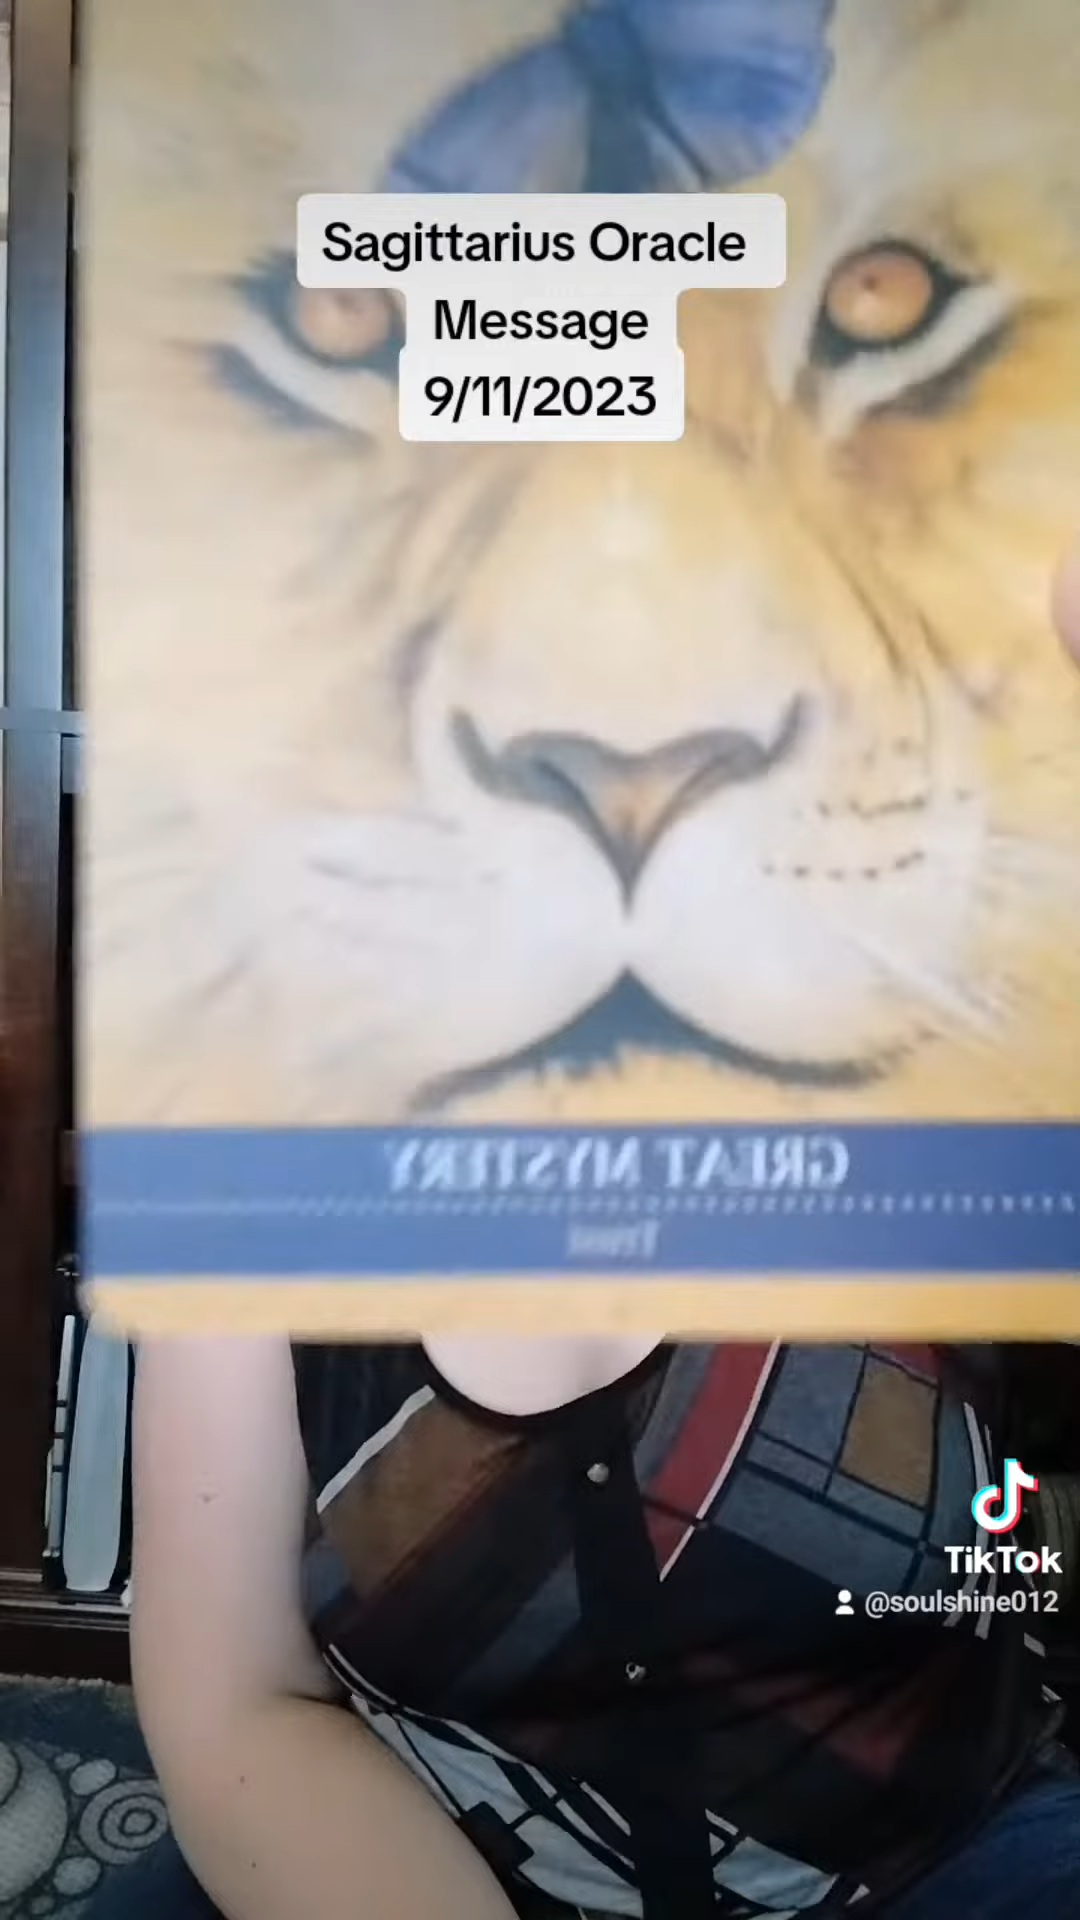 Sagittarius Oracle
Message
9/11/2023
GREAT MYSTERY
Trust
TikTok
@soulshine012